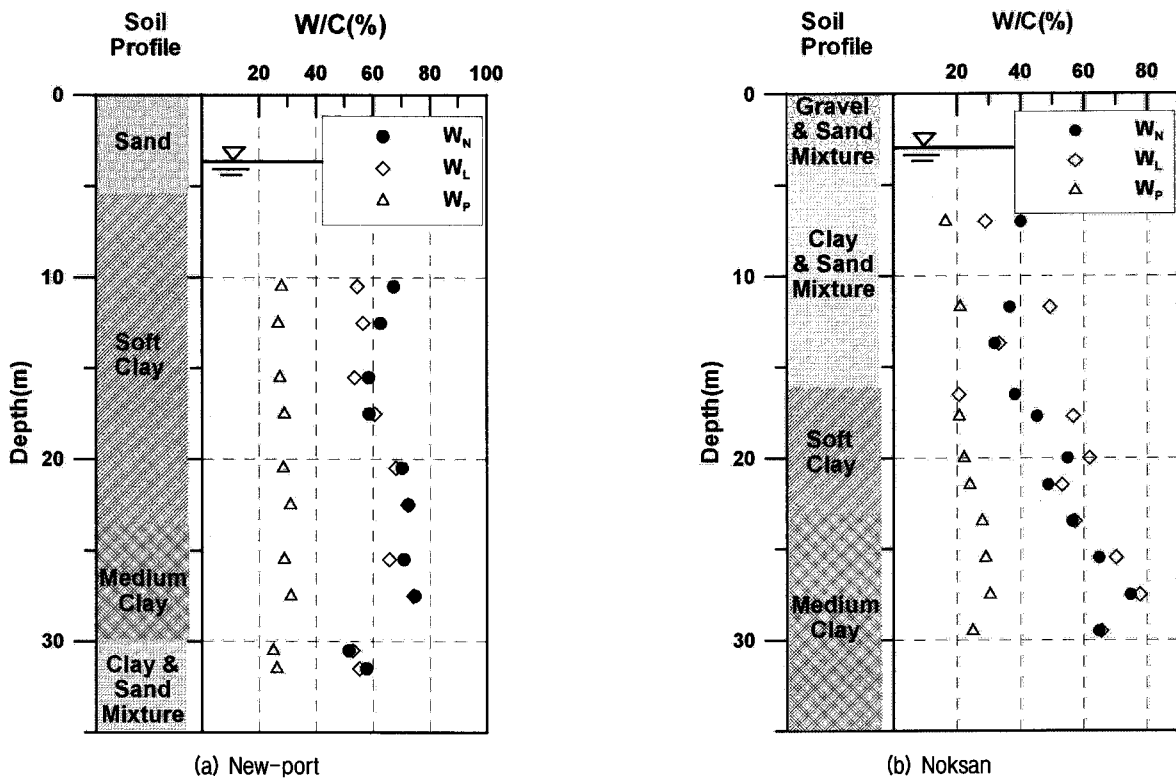 Soil
Profile
W/C(%)
20 40 60 80 100
0
10
20
30
Depth(m)
Sand
Soft
Clay
Medium
Clay
Clay &
Sand
Mixture
W_N
W_L
W_P
(a) New-port
Soil
Profile
W/C(%)
20 40 60 80
0
10
20
30
Depth(m)
Gravel
& Sand
Mixture
Clay
& Sand
Mixture
Soft
Clay
Medium
Clay
W_N
W_L
W_P
(b) Noksan